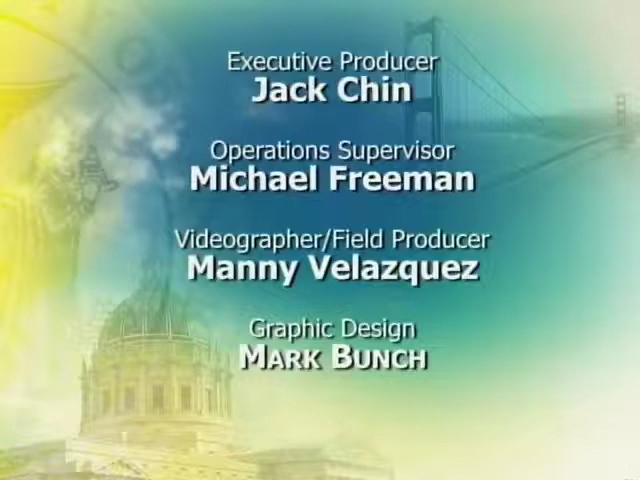 Executive Producer
Jack Chin
Operations Supervisor
Michael Freeman
Videographer/Field Producer
Manny Velazquez
Graphic Design
MARK BUNCH